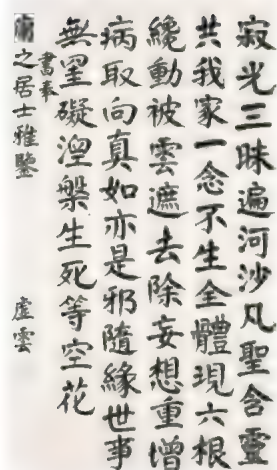 寂光三昧遍河沙凡聖含靈
共我家一念不生全體現六根
纔動被雲遮去除妄想重增
病取向真如亦是邪隨緣世事
無罣礙涅槃生死等空花
書奉
之居士雅鑒
虛雲